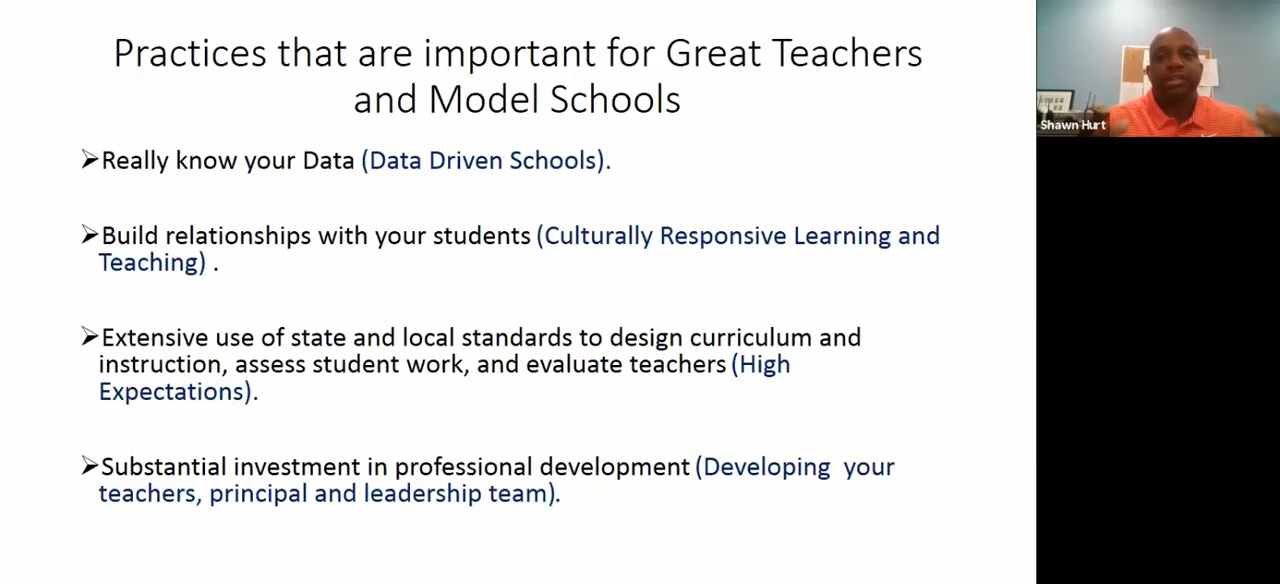 Practices that are important for Great Teachers
and Model Schools
➢Really know your Data (Data Driven Schools).
➢Build relationships with your students (Culturally Responsive Learning and
Teaching) .
➢Extensive use of state and local standards to design curriculum and
instruction, assess student work, and evaluate teachers (High
Expectations).
➢Substantial investment in professional development (Developing  your
teachers, principal and leadership team).
Shawn Hurt